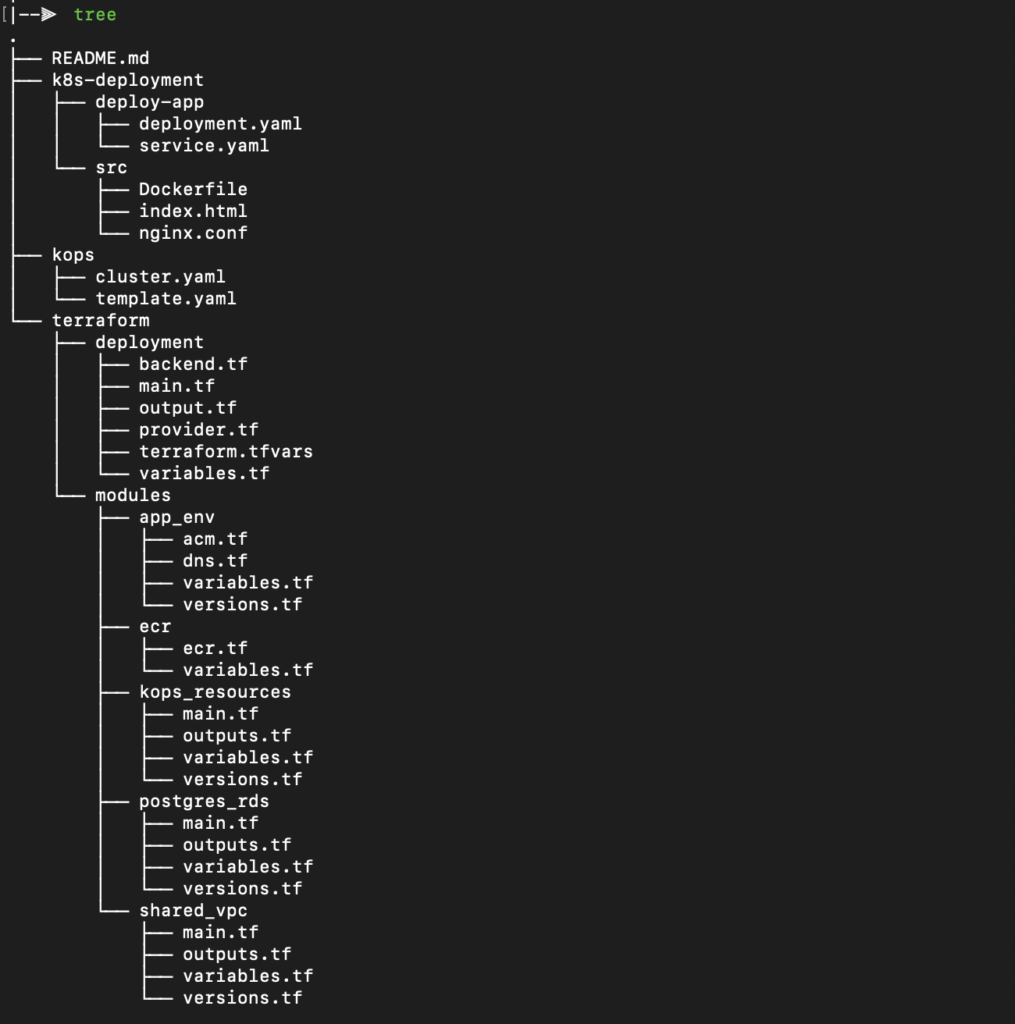 [|--⫸ tree
.
├── README.md
├── k8s-deployment
│   ├── deploy-app
│   │   ├── deployment.yaml
│   │   └── service.yaml
│   └── src
│       ├── Dockerfile
│       ├── index.html
│       └── nginx.conf
├── kops
│   ├── cluster.yaml
│   └── template.yaml
└── terraform
    ├── deployment
    │   ├── backend.tf
    │   ├── main.tf
    │   ├── output.tf
    │   ├── provider.tf
    │   ├── terraform.tfvars
    │   └── variables.tf
    └── modules
        ├── app_env
        │   ├── acm.tf
        │   ├── dns.tf
        │   ├── variables.tf
        │   └── versions.tf
        ├── ecr
        │   ├── ecr.tf
        │   └── variables.tf
        ├── kops_resources
        │   ├── main.tf
        │   ├── outputs.tf
        │   ├── variables.tf
        │   └── versions.tf
        ├── postgres_rds
        │   ├── main.tf
        │   ├── outputs.tf
        │   ├── variables.tf
        │   └── versions.tf
        └── shared_vpc
            ├── main.tf
            ├── outputs.tf
            ├── variables.tf
            └── versions.tf